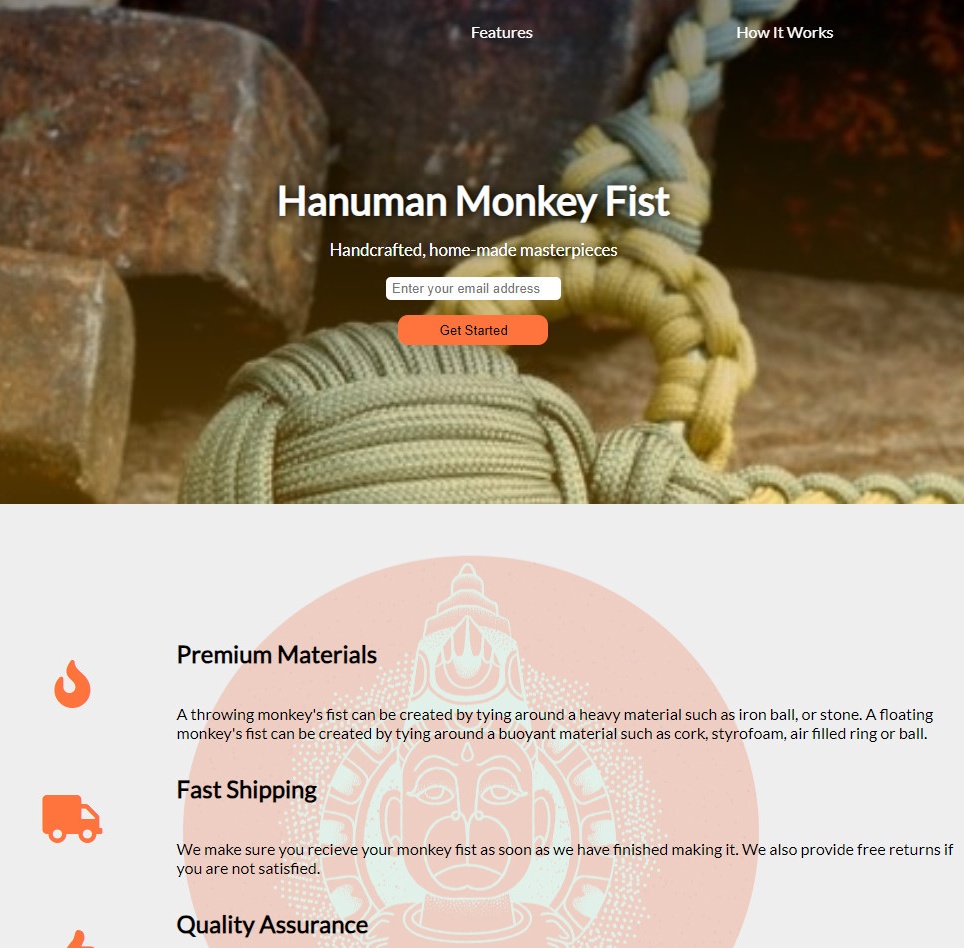 Features
How It Works
Hanuman Monkey Fist
Handcrafted, home-made masterpieces
Enter your email address
Get Started
Premium Materials
A throwing monkey's fist can be created by tying around a heavy material such as iron ball, or stone. A floating
monkey's fist can be created by tying around a buoyant material such as cork, styrofoam, air filled ring or ball.
Fast Shipping
We make sure you recieve your monkey fist as soon as we have finished making it. We also provide free returns if
you are not satisfied.
Quality Assurance